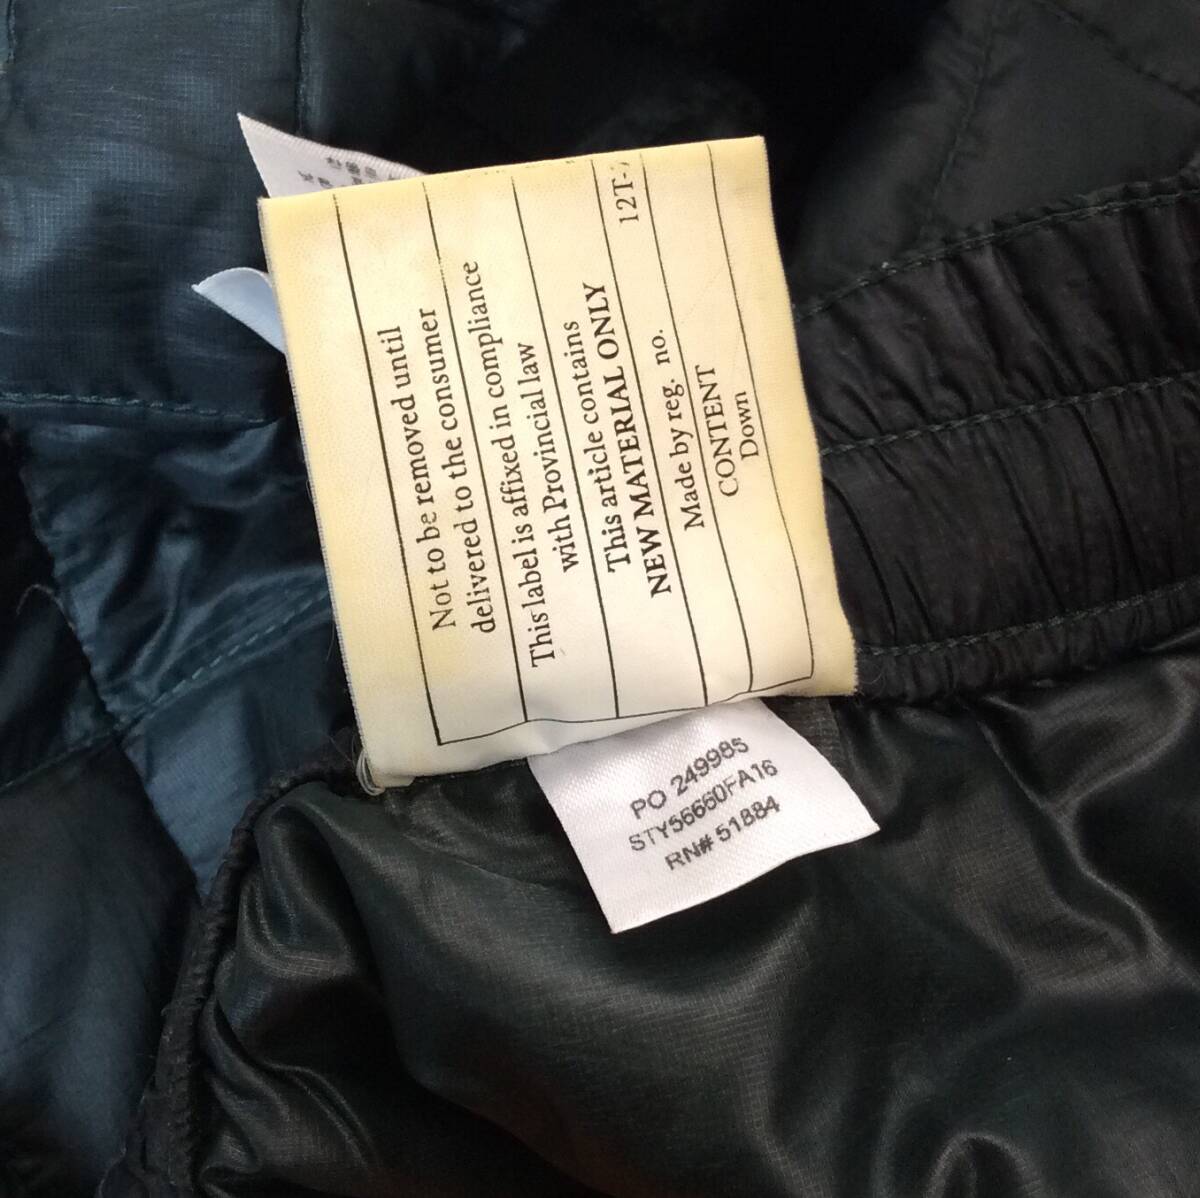 Not to be removed until
delivered to the consumer
This label is affixed in compliance
with Provincial law
This article contains
NEW MATERIAL ONLY
Made by reg. no.
12T-
CONTENT
Down
PO 249985
STY56660FA16
RN# 51884